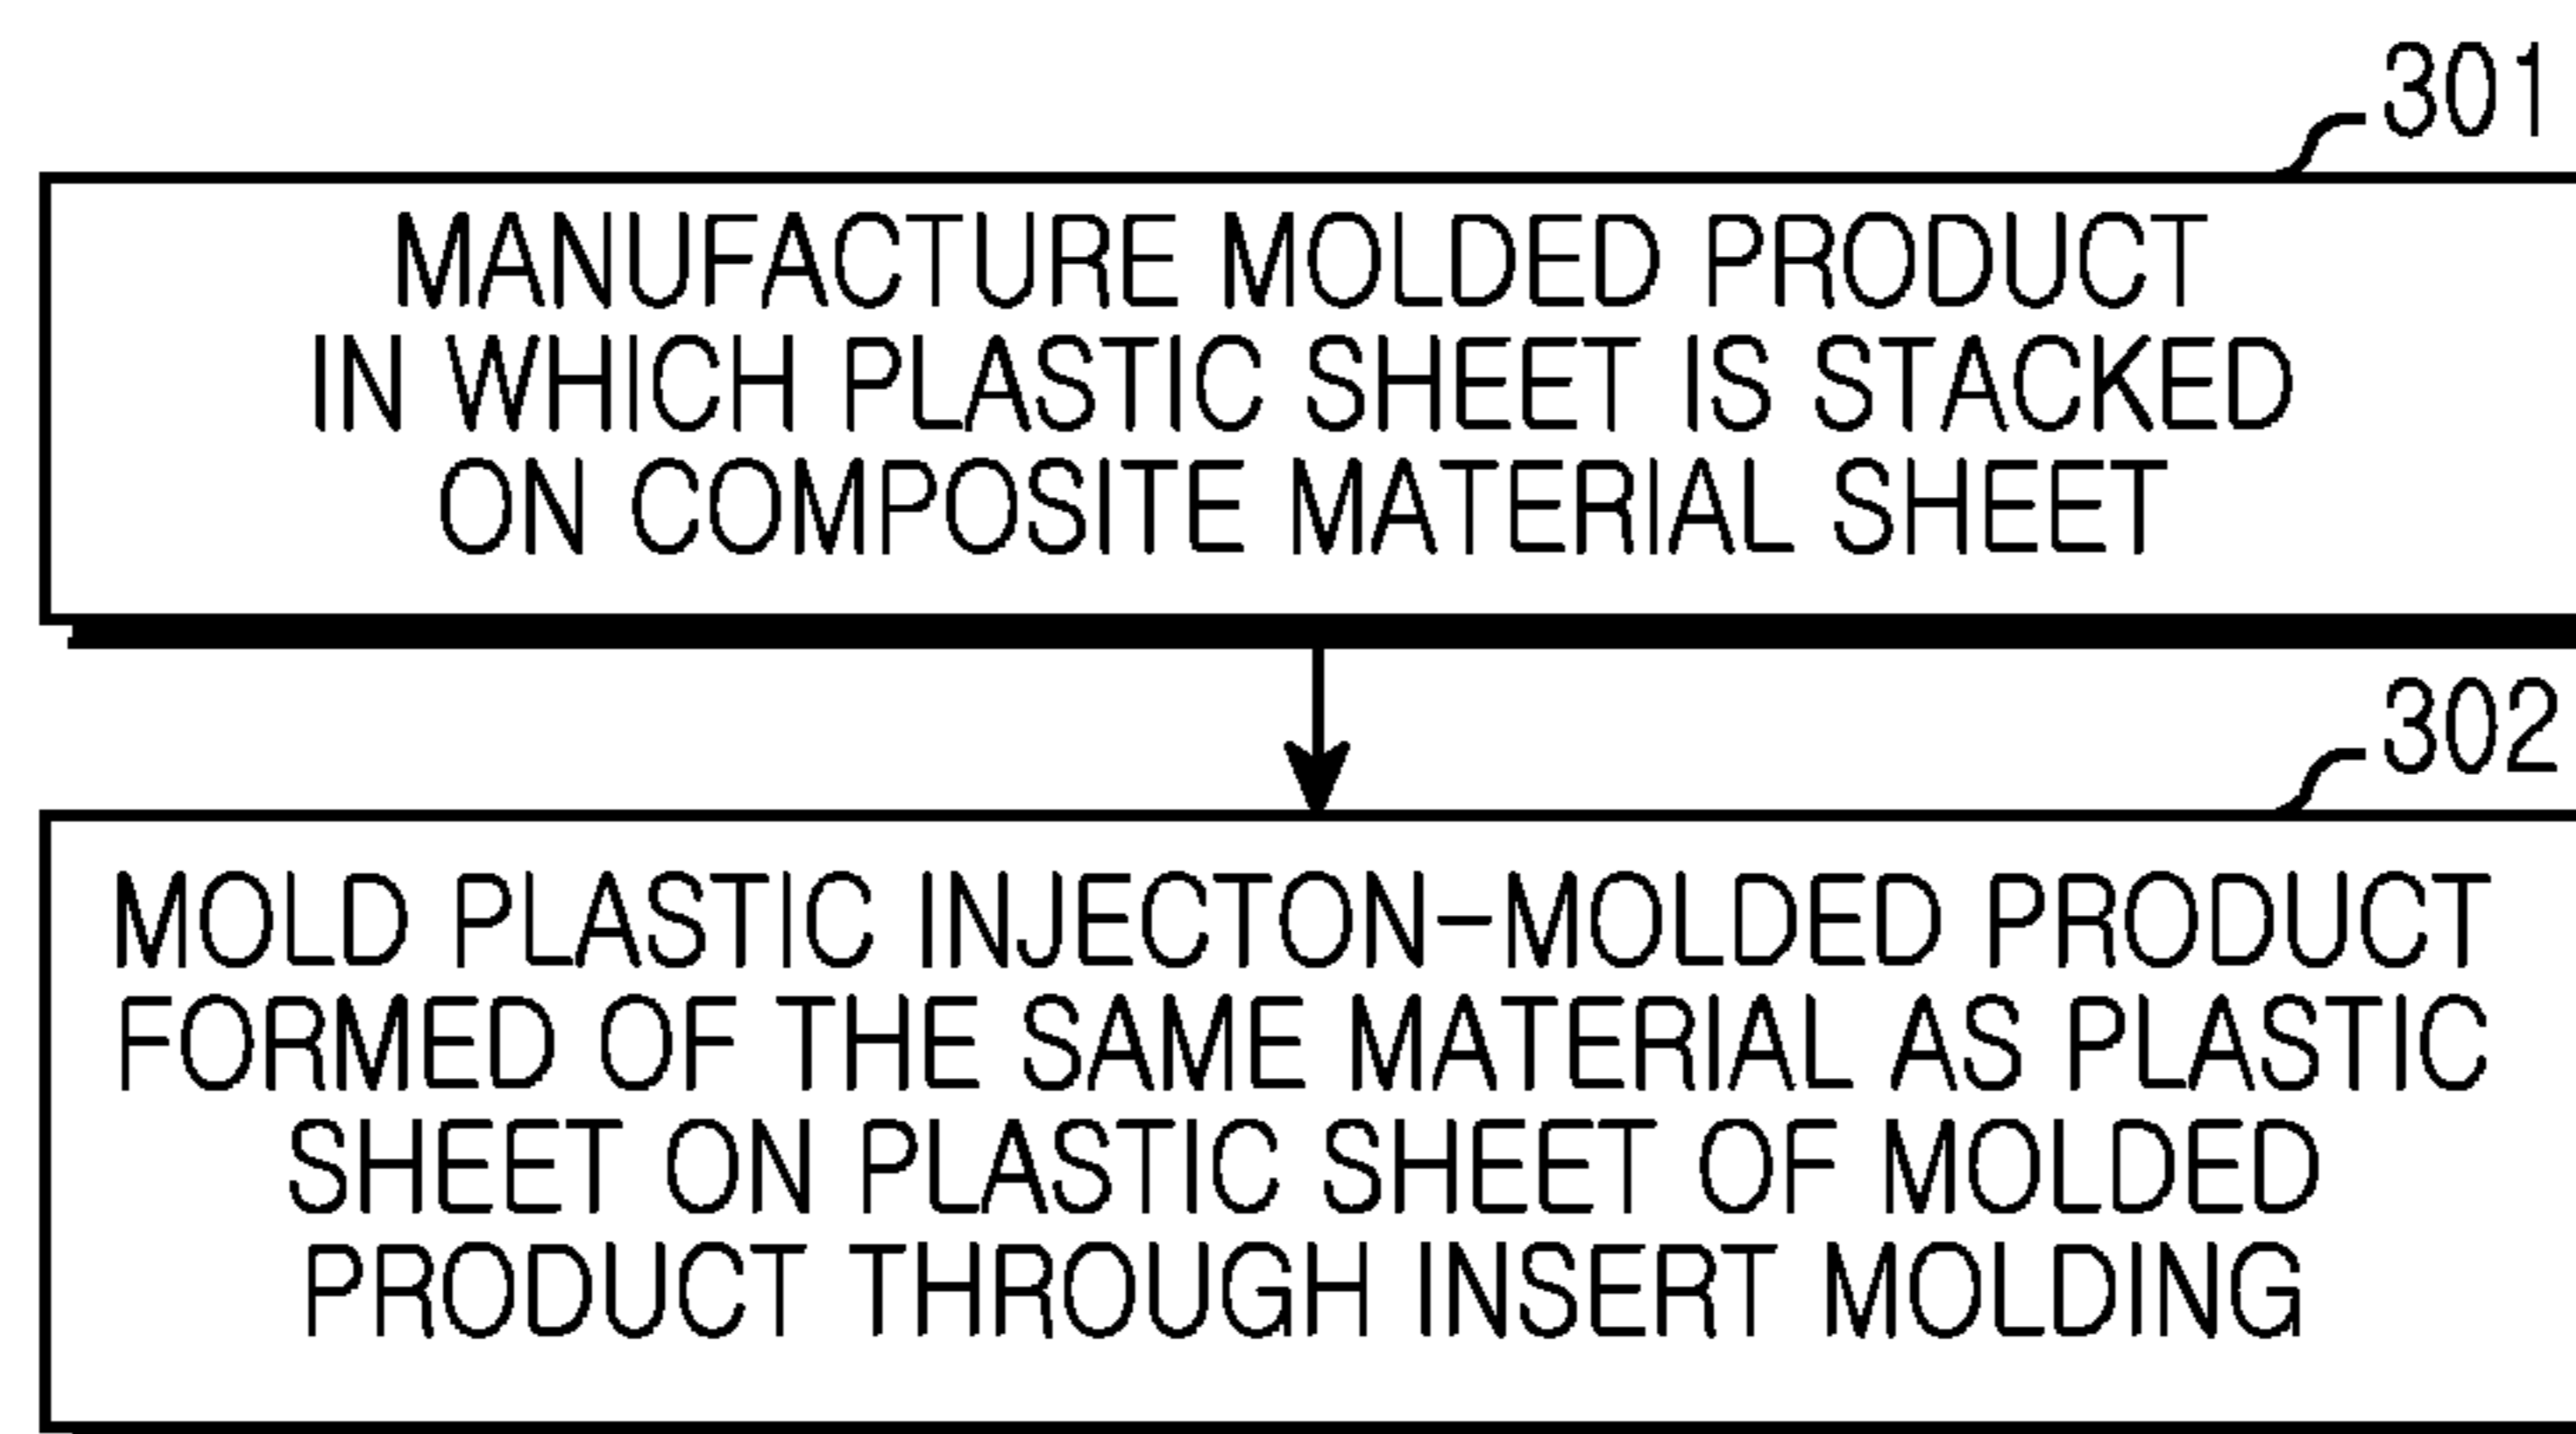 301
MANUFACTURE MOLDED PRODUCT
IN WHICH PLASTIC SHEET IS STACKED
ON COMPOSITE MATERIAL SHEET
302
MOLD PLASTIC INJECTON-MOLDED PRODUCT
FORMED OF THE SAME MATERIAL AS PLASTIC
SHEET ON PLASTIC SHEET OF MOLDED
PRODUCT THROUGH INSERT MOLDING